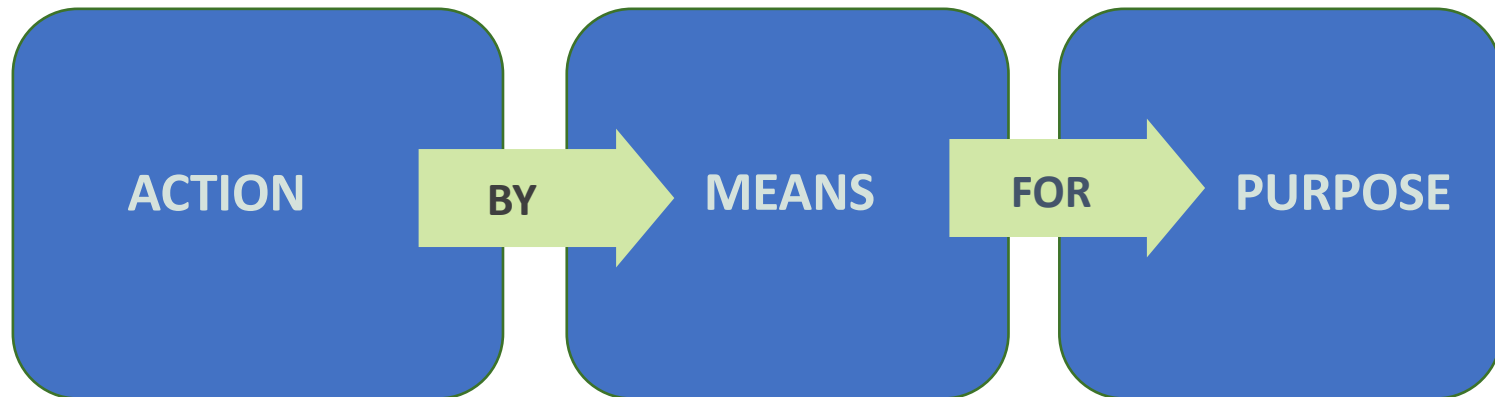 ACTION
BY
MEANS
FOR
PURPOSE